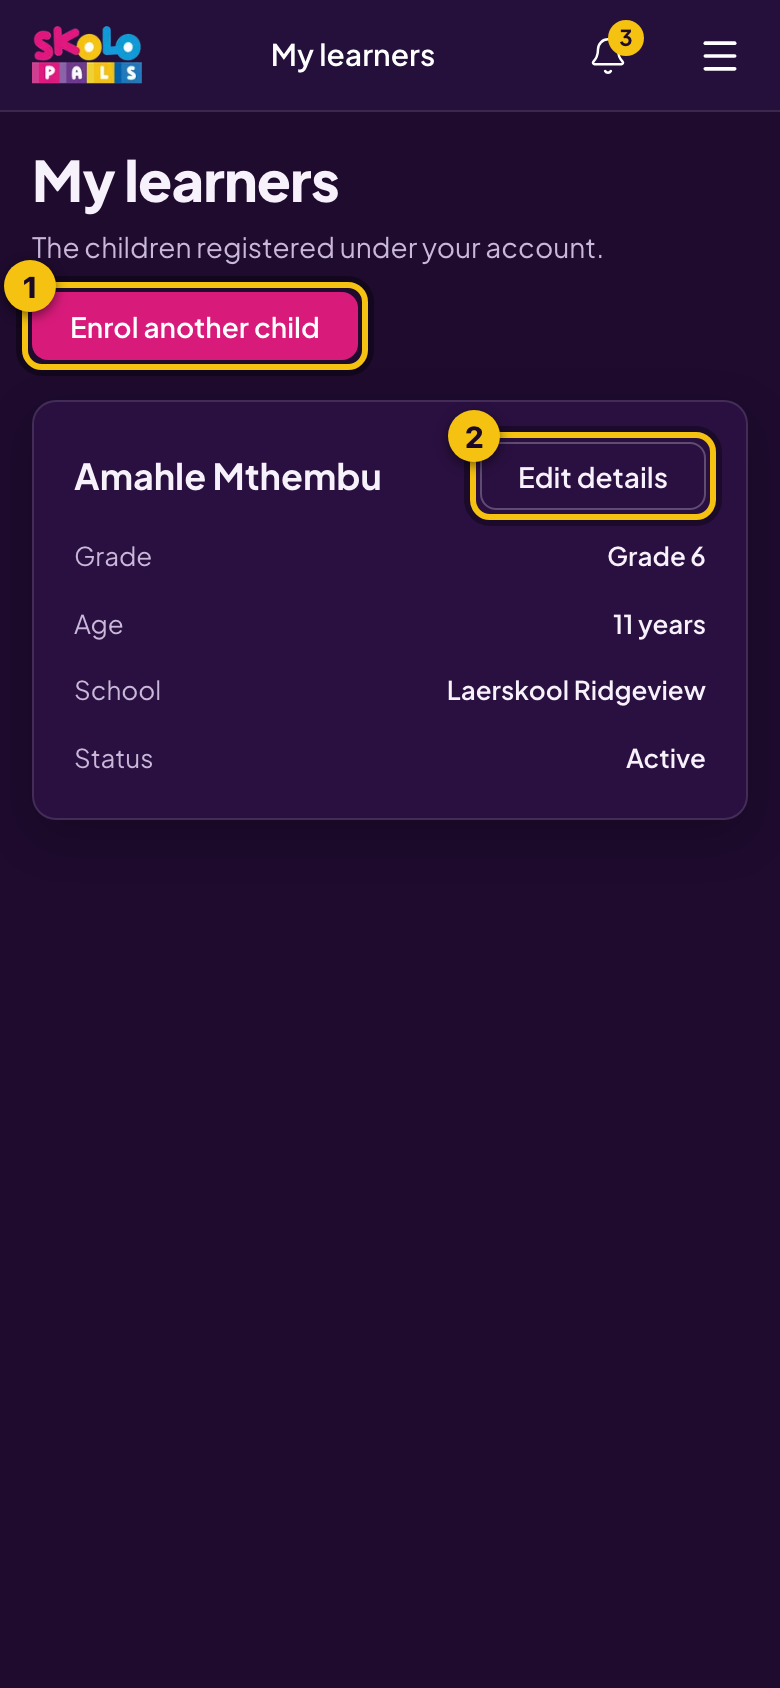 SKOLO
PALS
My learners
3
My learners
The children registered under your account.
1
Enrol another child
2
Amahle Mthembu
Edit details
Grade
Grade 6
Age
11 years
School
Laerskool Ridgeview
Status
Active